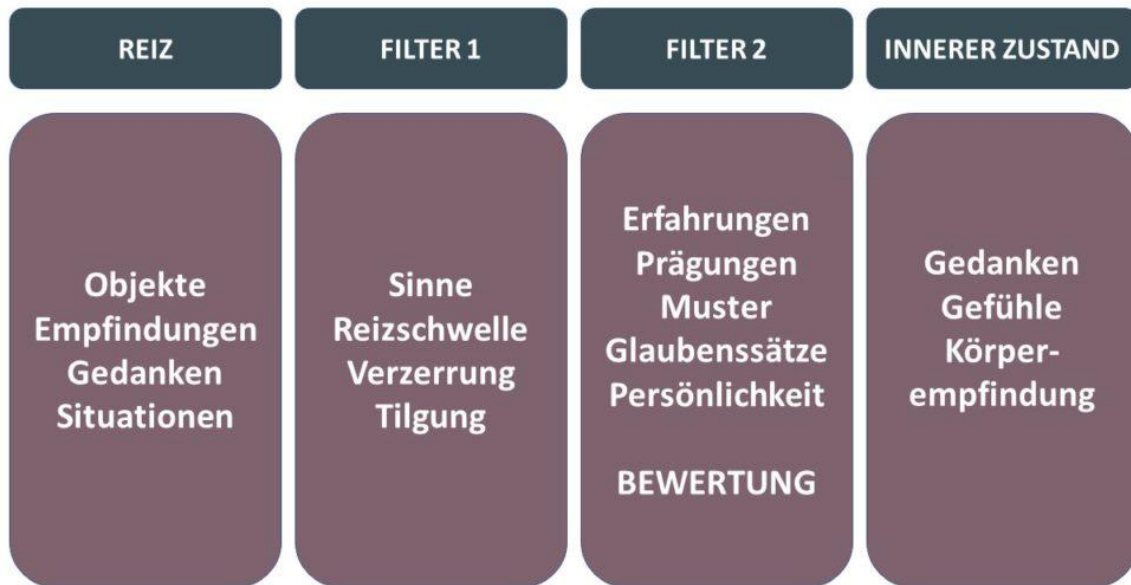 REIZ
FILTER 1
FILTER 2
INNERER ZUSTAND
Objekte
Empfindungen
Gedanken
Situationen
Sinne
Reizschwelle
Verzerrung
Tilgung
Erfahrungen
Prägungen
Muster
Glaubenssätze
Persönlichkeit
BEWERTUNG
Gedanken
Gefühle
Körper-
empfindung